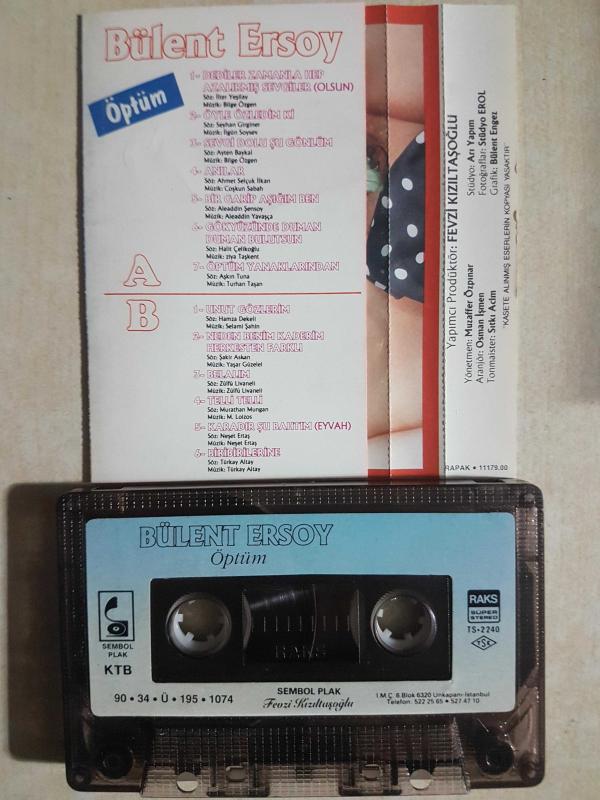 Bülent Ersoy
Öptüm
1- DEDİLER ZAMANLA HEP
AZALIRMIŞ SEVGİLER (OLSUN)
Söz: İlter Yeşilay
Müzik: Bilge Özgen
2- ÖYLE ÖZLEDİM Kİ
Söz: Seyhan Girginer
Müzik: İlgün Soysev
3- SEVGİ DOLU ŞU GÖNLÜM
Söz: Ayten Baykal
Müzik: Bilge Özgen
4- ANILAR
Söz: Ahmet Selçuk İlkan
Müzik: Coşkun Sabah
5- BİR GARİP AŞIĞIM BEN
Söz: Aleaddin Şensoy
Müzik: Aleaddin Yavaşça
6- GÖKYÜZÜNDE DUMAN
DUMAN BULUTSUN
Söz: Halit Çelikoğlu
Müzik: ziya Taşkent
7- ÖPTÜM YANAKLARINDAN
Söz: Aşkın Tuna
Müzik: Turhan Taşan
A
B
1- UNUT GÖZLERİM
Söz: Hamza Dekeli
Müzik: Selami Şahin
2- NEDEN BENİM KADERİM
HERKESTEN FARKLI
Söz: Şakir Askan
Müzik: Yaşar Güzelel
3- BELALIM
Söz: Zülfü Livaneli
Müzik: Zülfü Livaneli
4- TELLİ TELLİ
Söz: Murathan Mungan
Müzik: M. Loizos
5- KARADIR ŞU BAHTIM (EYVAH)
Söz: Neşet Ertaş
Müzik: Neşet Ertaş
6- BİRİBİRİLERİNE
Söz: Türkay Altay
Müzik: Türkay Altay
Yapımcı Prodüktör: FEVZİ KIZILTAŞOĞLU
Yönetmen: Muzaffer Özpınar
Aranjör: Osman İşmen
Tonmaister: Sıtkı Acim
Stüdyo: Arı Yapım
Fotoğraflar: Stüdyo EROL
Grafik: Bülent Engez
"KASETE ALINMIŞ ESERLERİN KOPYASI YASAKTIR"
RAPAK • 11179.00
BÜLENT ERSOY
Öptüm
SEMBOL
PLAK
KTB
RAKS
RAKS
SÜPER
STEREO
TS•2240
TSE
90 • 34 • Ü • 195 • 1074
SEMBOL PLAK
Fevzi Kızıltaşoğlu
I.M.Ç. 6.Blok 6320 Unkapanı-İstanbul
Telefon: 522 25 65 • 527 47 10